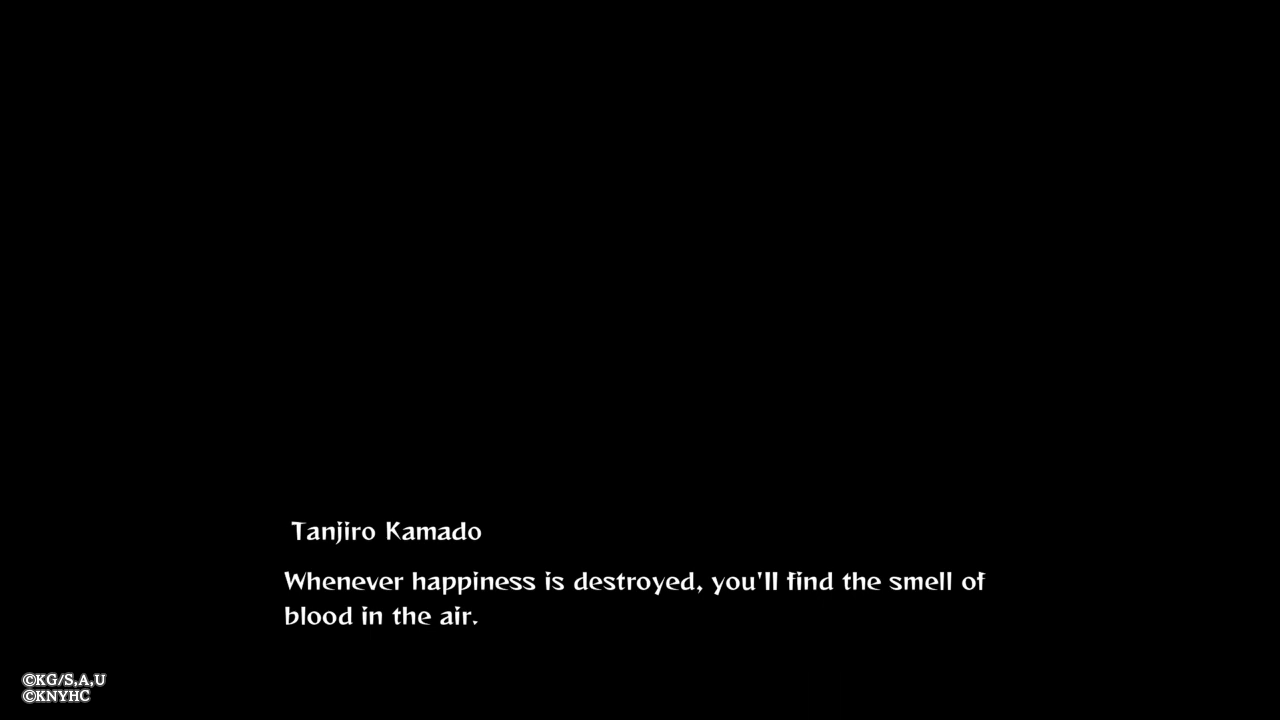 Tanjiro Kamado
Whenever happiness is destroyed, you'll find the smell of
blood in the air.
©KG/S,A,U
©KNYHC